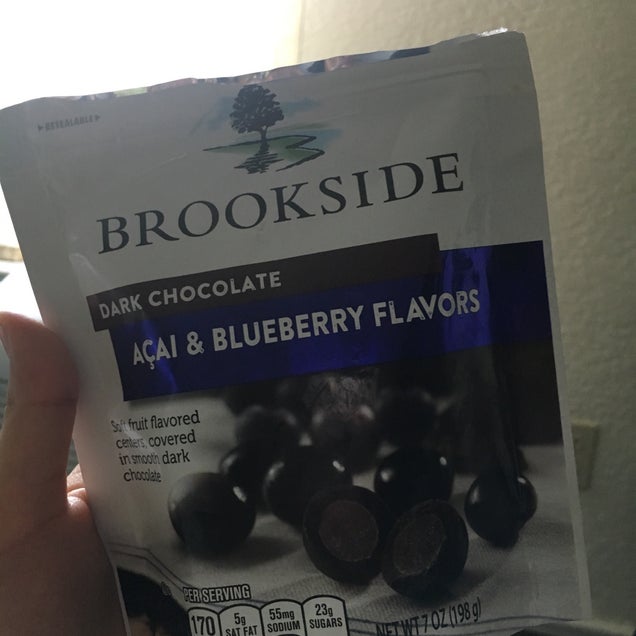 RESEALABLE
BROOKSIDE
DARK CHOCOLATE
AÇAI & BLUEBERRY FLAVORS
Soft fruit flavored
centers, covered
in smooth dark
chocolate
PER SERVING
170 5g SAT FAT 55mg SODIUM 23g SUGARS
NET WT 7 OZ (198 g)